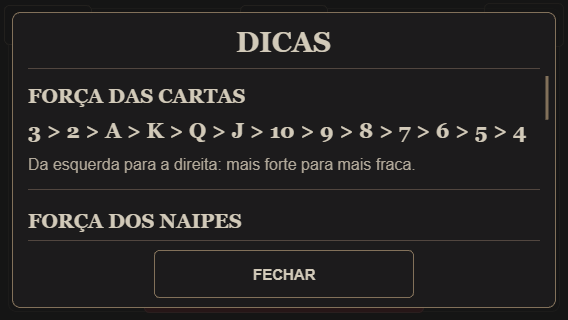 DICAS
FORÇA DAS CARTAS
3 > 2 > A > K > Q > J > 10 > 9 > 8 > 7 > 6 > 5 > 4
Da esquerda para a direita: mais forte para mais fraca.
FORÇA DOS NAIPES
FECHAR